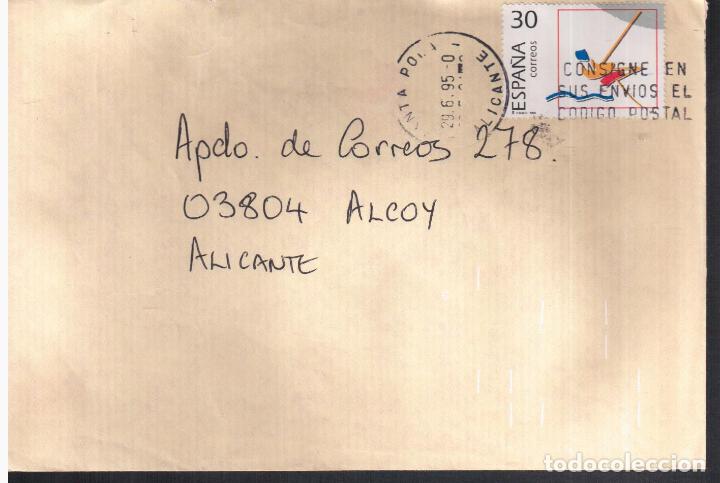 30
ESPAÑA
correos
29.6.95
ALICANTE
CONSIGNE EN
SUS ENVIOS EL
CODIGO POSTAL
Apdo. de Correos 278.
03804 ALCOY
ALICANTE
todocoleccion